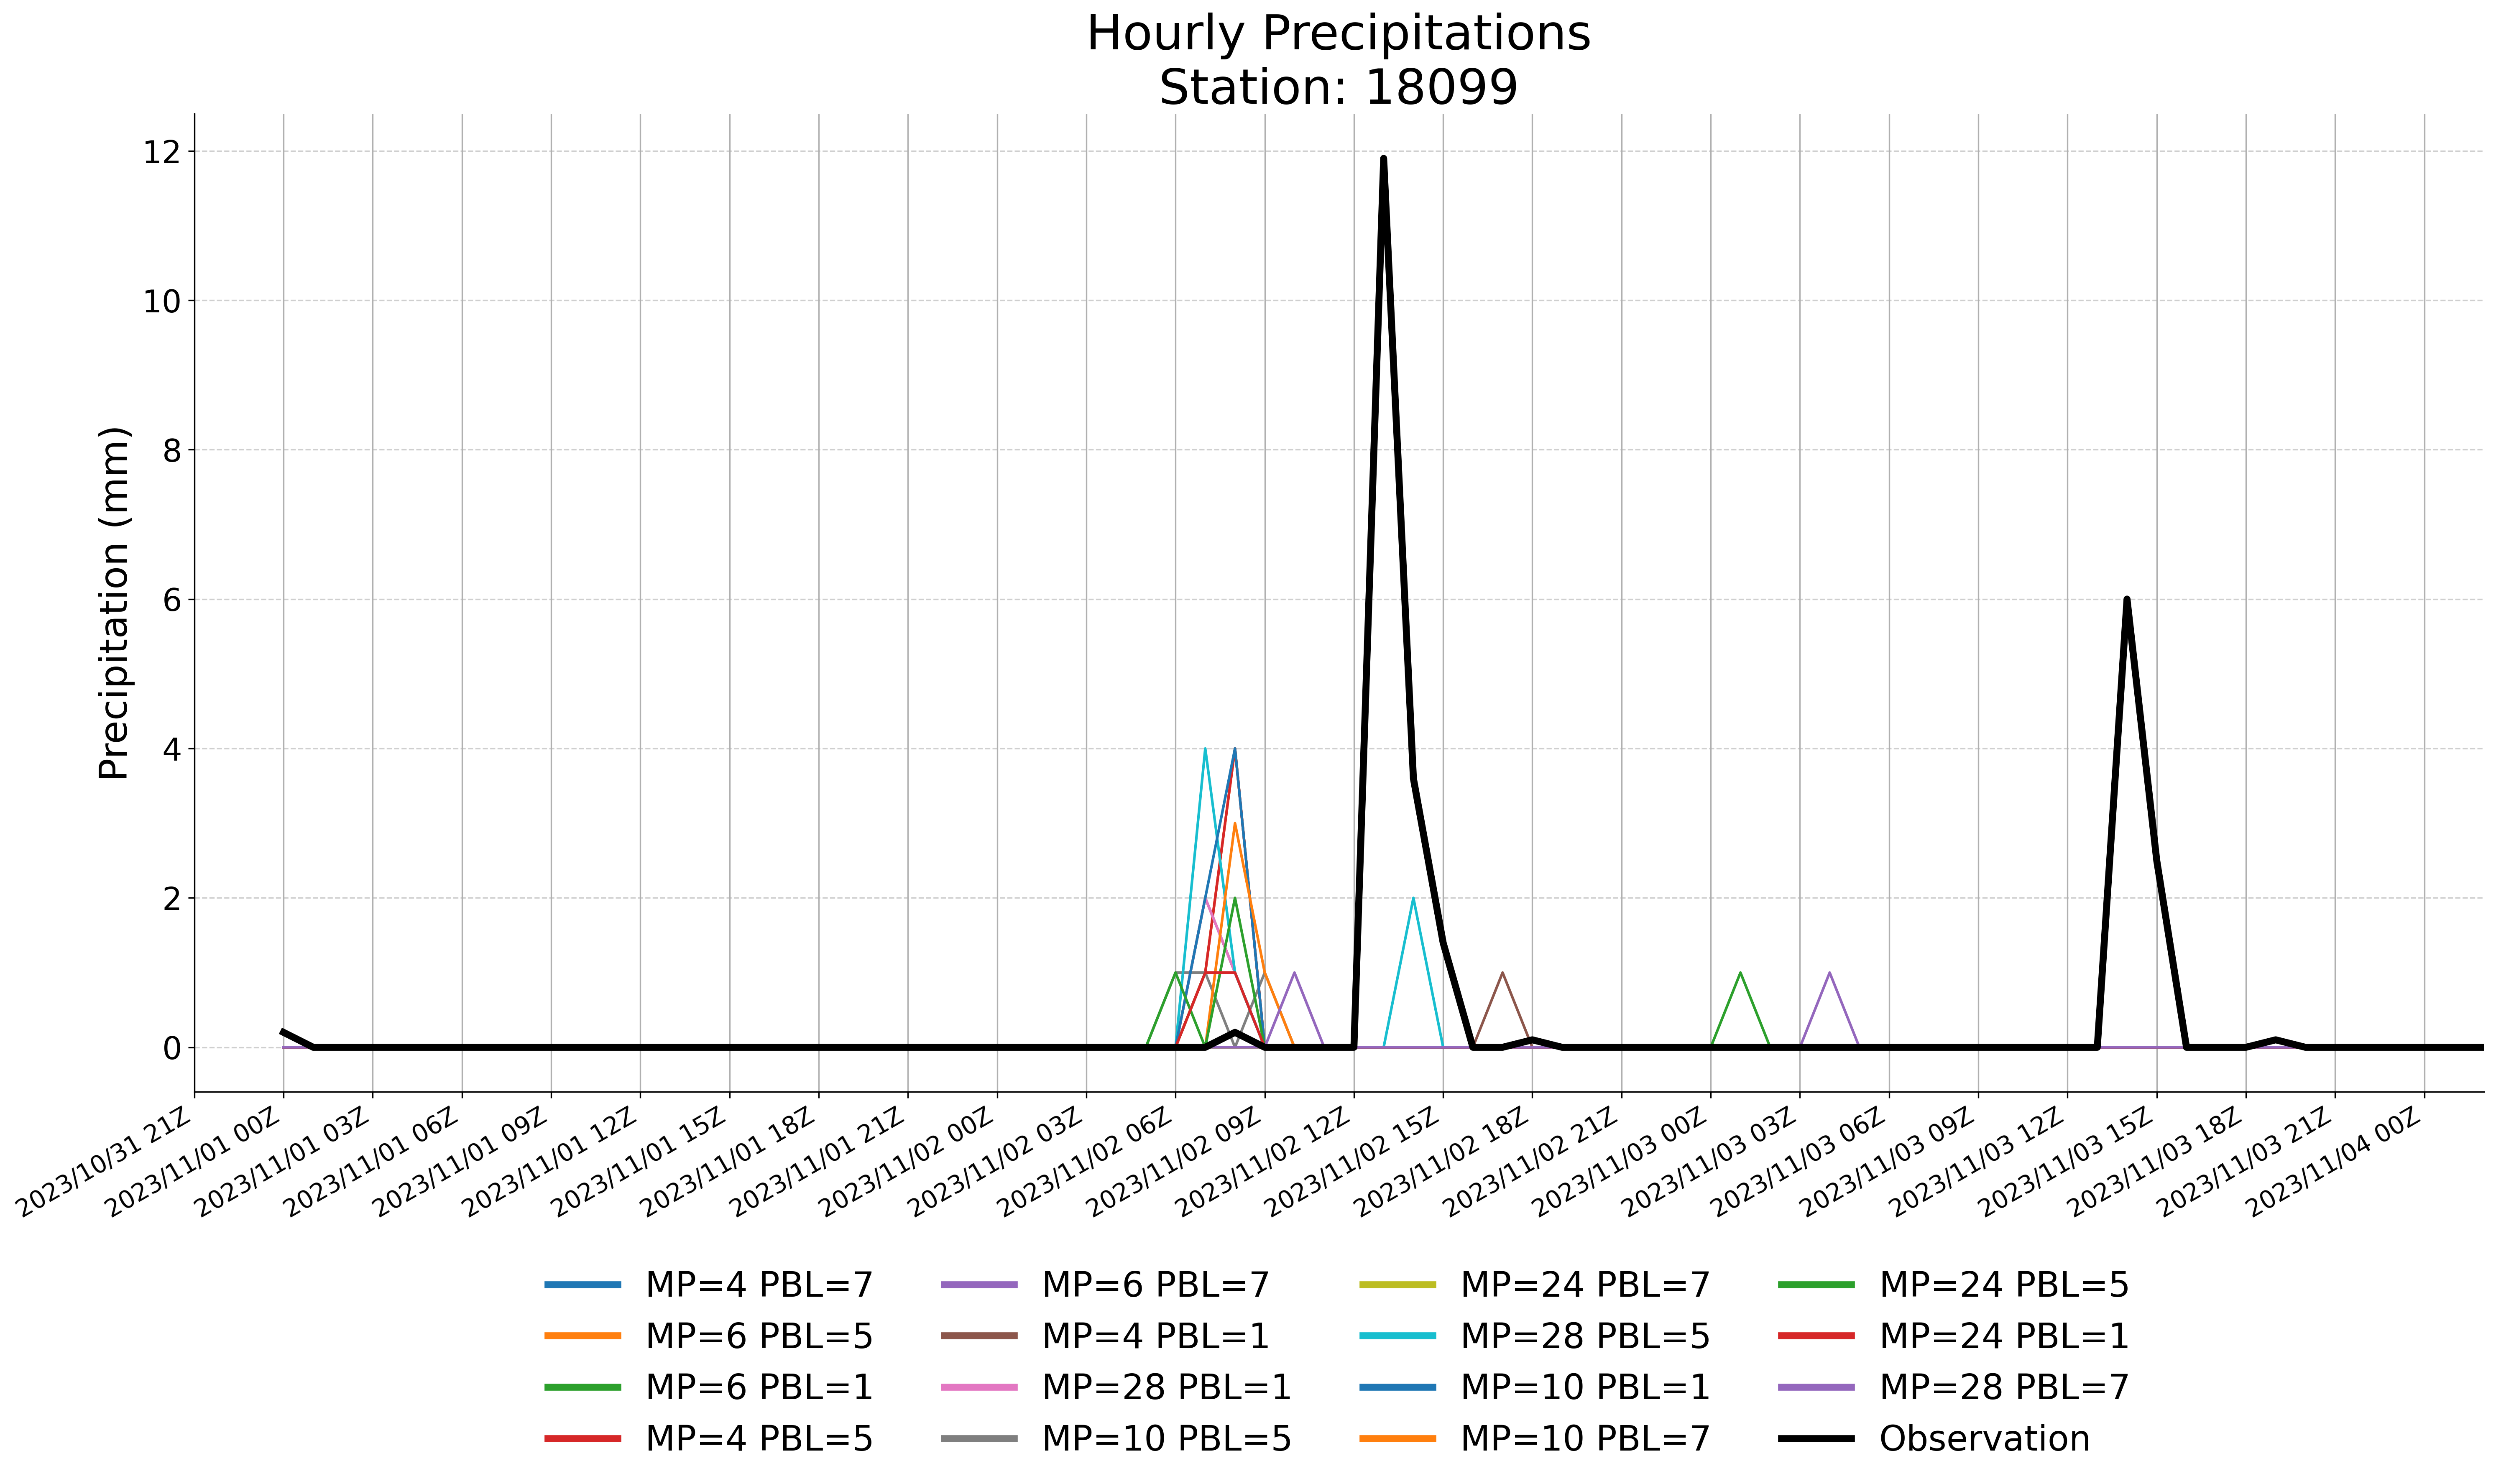 Hourly Precipitations
Station: 18099
Precipitation (mm)
12
10
8
6
4
2
0
2023/10/31 21Z
2023/11/01 00Z
2023/11/01 03Z
2023/11/01 06Z
2023/11/01 09Z
2023/11/01 12Z
2023/11/01 15Z
2023/11/01 18Z
2023/11/01 21Z
2023/11/02 00Z
2023/11/02 03Z
2023/11/02 06Z
2023/11/02 09Z
2023/11/02 12Z
2023/11/02 15Z
2023/11/02 18Z
2023/11/02 21Z
2023/11/03 00Z
2023/11/03 03Z
2023/11/03 06Z
2023/11/03 09Z
2023/11/03 12Z
2023/11/03 15Z
2023/11/03 18Z
2023/11/03 21Z
2023/11/04 00Z
MP=4 PBL=7
MP=6 PBL=5
MP=6 PBL=1
MP=4 PBL=5
MP=6 PBL=7
MP=4 PBL=1
MP=28 PBL=1
MP=10 PBL=5
MP=24 PBL=7
MP=28 PBL=5
MP=10 PBL=1
MP=10 PBL=7
MP=24 PBL=5
MP=24 PBL=1
MP=28 PBL=7
Observation